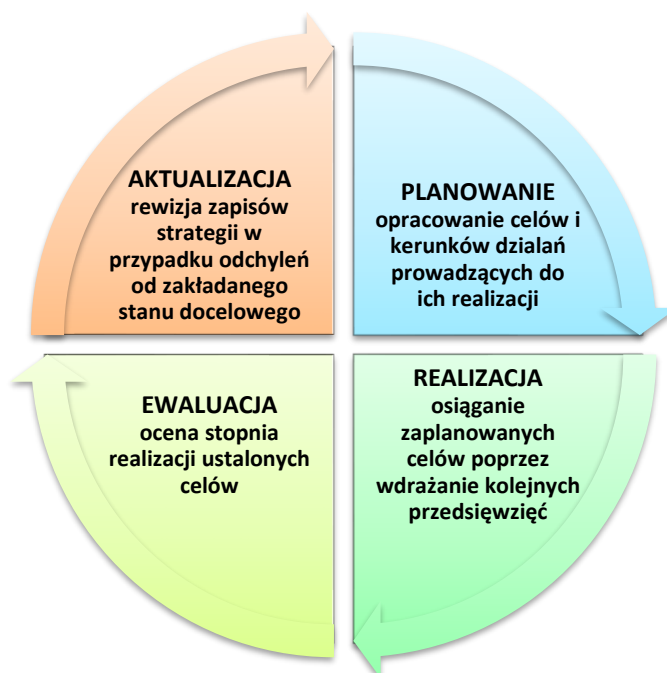 AKTUALIZACJA
rewizja zapisów
strategii w
przypadku odchyleń
od zakładanego
stanu docelowego
PLANOWANIE
opracowanie celów i
kerunków dzialań
prowadzących do
ich realizacji
EWALUACJA
ocena stopnia
realizacji ustalonych
celów
REALIZACJA
osiąganie
zaplanowanych
celów poprzez
wdrażanie kolejnych
przedsięwzięć